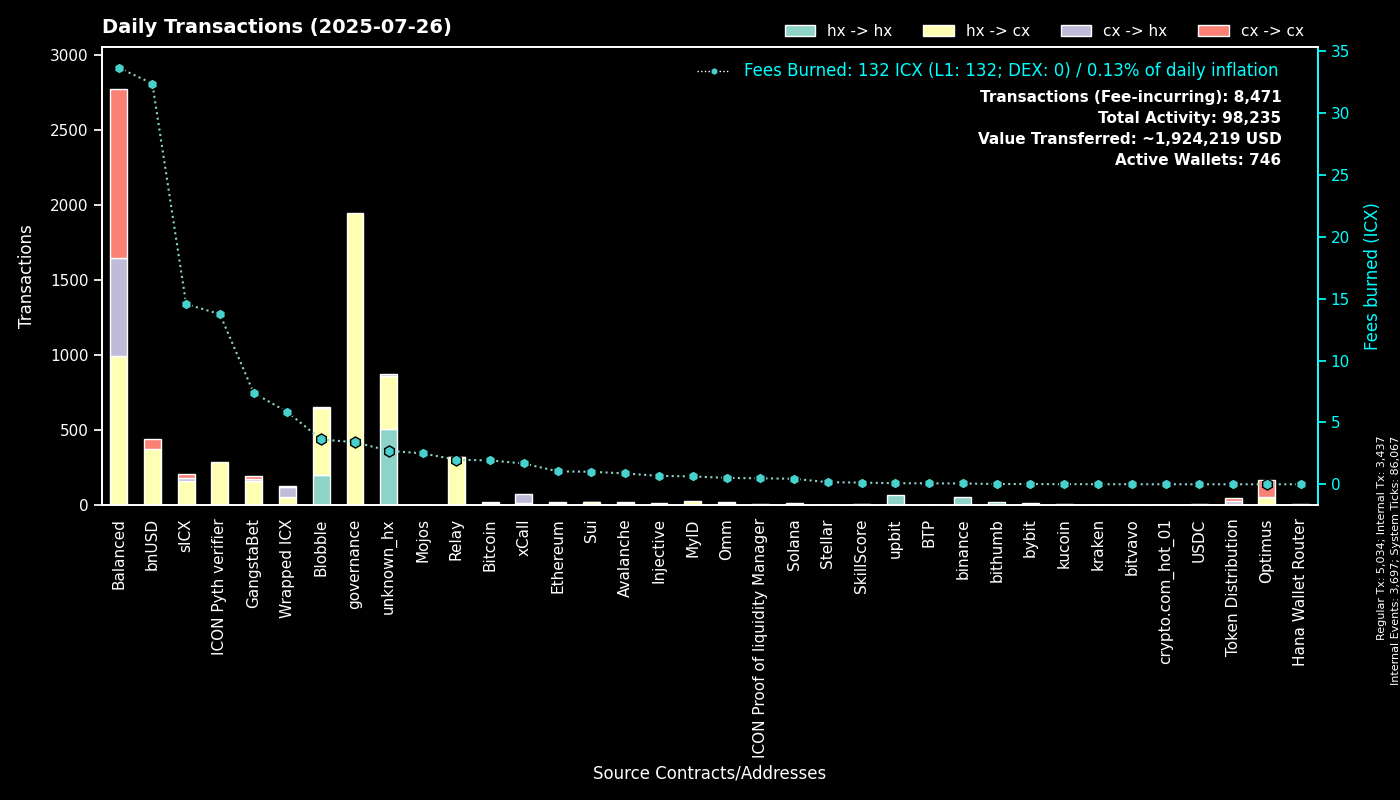 Daily Transactions (2025-07-26)
hx -> hx
hx -> cx
cx -> hx
cx -> cx
Fees Burned: 132 ICX (L1: 132; DEX: 0) / 0.13% of daily inflation
Transactions (Fee-incurring): 8,471
Total Activity: 98,235
Value Transferred: ~1,924,219 USD
Active Wallets: 746
Transactions
3000
2500
2000
1500
1000
500
0
35
30
25
20
15
10
5
0
Fees burned (ICX)
Balanced
bnUSD
sICX
ICON Pyth verifier
GangstaBet
Wrapped ICX
Blobble
governance
unknown_hx
Mojos
Relay
Bitcoin
xCall
Ethereum
Sui
Avalanche
Injective
MyID
Omm
ICON Proof of liquidity Manager
Solana
Stellar
SkillScore
upbit
BTP
binance
bithumb
bybit
kucoin
kraken
bitvavo
crypto.com_hot_01
USDC
Token Distribution
Optimus
Hana Wallet Router
Source Contracts/Addresses
Regular Tx: 5,034; Internal Tx: 3,437
Internal Events: 3,697; System Ticks: 86,067